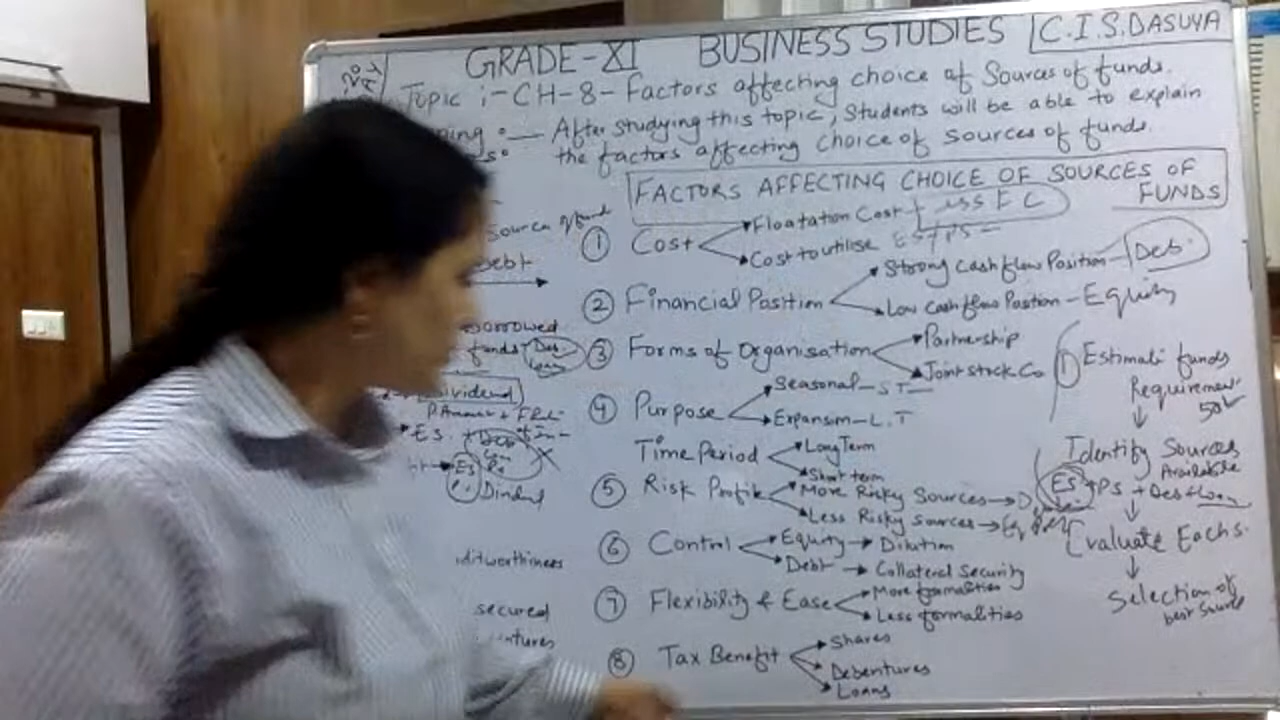 GRADE-XI BUSINESS STUDIES C.I.S.DASUYA
Topic :- CH-8- Factors affecting choice of Sources of funds.
After studying this topic, Students will be able to explain
the factors affecting choice of sources of funds.
FACTORS AFFECTING CHOICE OF SOURCES OF
FUNDS
① Cost
Floatation Cost
Cost to utilise
② Financial Position
Strong Cash flow Position - Deb.
Low cash flow Position - Equity
③ Forms of Organisation
Partnership
Joint stock Co
④ Purpose
Seasonal - S T
Expansion - L.T
Time Period
Long Term
Short term
⑤ Risk Profile
More Risky Sources → D
Less Risky Sources →
⑥ Control
Equity → Dilution
Debt → Collateral Security
⑦ Flexibility & Ease
More formalities
Less formalities
⑧ Tax Benefit
Shares
Debentures
Loans
① Estimate funds
Requirement
Identify Sources
Available
ES + PS + Deb + Loan
Evaluate Each S.
Selection of
best source
Source of funds
Debt
borrowed
funds
Dividend
secured